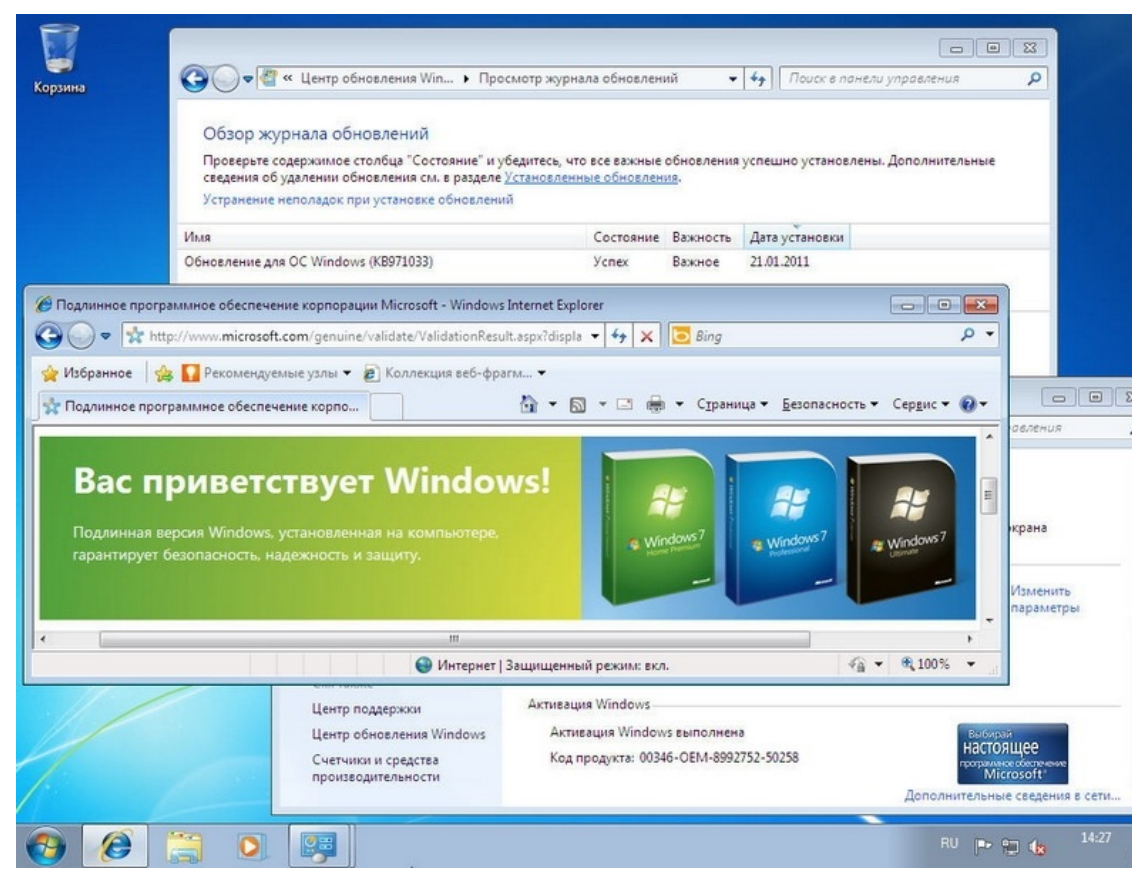 Корзина
« Центр обновления Win... ▸ Просмотр журнала обновлений
Поиск в панели управления
Обзор журнала обновлений
Проверьте содержимое столбца "Состояние" и убедитесь, что все важные обновления успешно установлены. Дополнительные
сведения об удалении обновления см. в разделе Установленные обновления.
Устранение неполадок при установке обновлений
Имя Состояние Важность Дата установки
Обновление для ОС Windows (KB971033) Успех Важное 21.01.2011
Подлинное программное обеспечение корпорации Microsoft - Windows Internet Explorer
http://www.microsoft.com/genuine/validate/ValidationResult.aspx?displa
Bing
Избранное Рекомендуемые узлы Коллекция веб-фрагм...
Подлинное программное обеспечение корпо...
Страница Безопасность Сервис
овления
Вас приветствует Windows!
Подлинная версия Windows, установленная на компьютере,
гарантирует безопасность, надежность и защиту.
Windows 7
Home Premium
Windows 7
Professional
Windows 7
Ultimate
крана
Изменить
параметры
Интернет | Защищенный режим: вкл.
100%
Центр поддержки
Центр обновления Windows
Счетчики и средства
производительности
Активация Windows
Активация Windows выполнена
Код продукта: 00346-OEM-8992752-50258
Выбирай
настоящее
программное обеспечение
Microsoft
Дополнительные сведения в сети...
RU
14:27